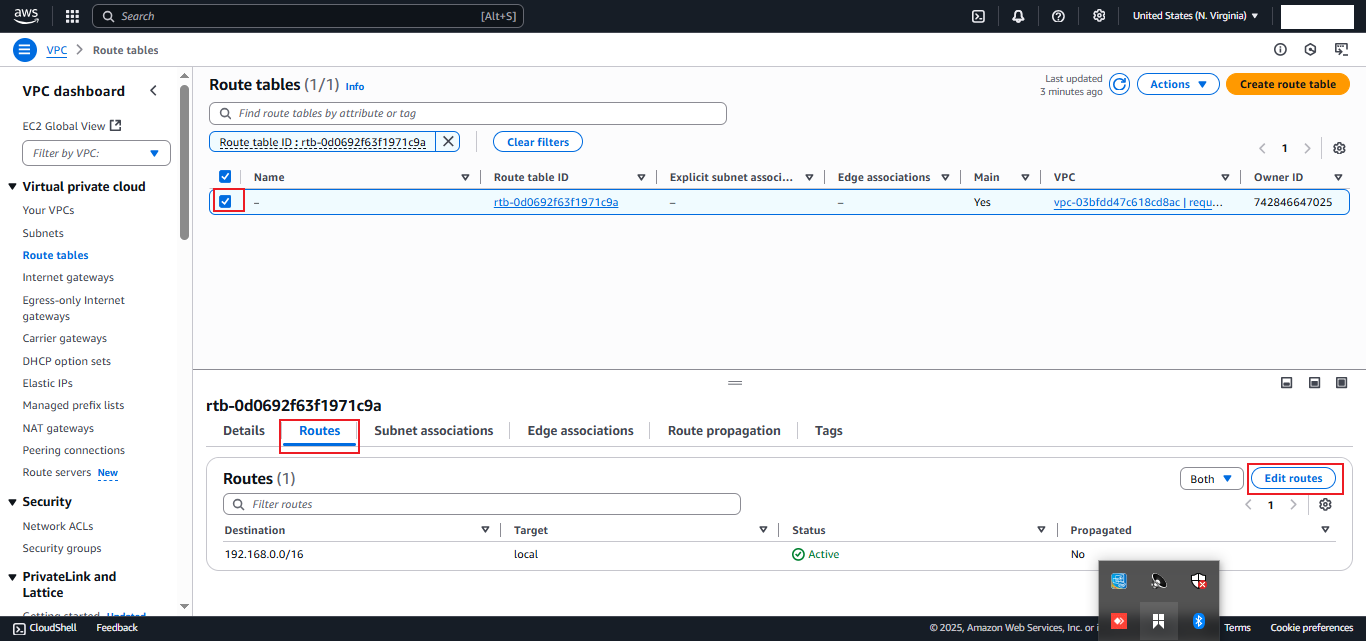 aws
Search [Alt+S]
United States (N. Virginia)
VPC Route tables
VPC dashboard
EC2 Global View
Filter by VPC:
Virtual private cloud
Your VPCs
Subnets
Route tables
Internet gateways
Egress-only Internet
gateways
Carrier gateways
DHCP option sets
Elastic IPs
Managed prefix lists
NAT gateways
Peering connections
Route servers New
Security
Network ACLs
Security groups
PrivateLink and
Lattice
Getting started Updated
Route tables (1/1) Info
Last updated
3 minutes ago
Actions
Create route table
Find route tables by attribute or tag
Route table ID : rtb-0d0692f63f1971c9a
Clear filters
1
Name Route table ID Explicit subnet associ... Edge associations Main VPC Owner ID
– rtb-0d0692f63f1971c9a – – Yes vpc-03bfdd47c618cd8ac | requ... 742846647025
rtb-0d0692f63f1971c9a
Details Routes Subnet associations Edge associations Route propagation Tags
Routes (1)
Both
Edit routes
Filter routes
1
Destination Target Status Propagated
192.168.0.0/16 local Active No
CloudShell Feedback
© 2025, Amazon Web Services, Inc. or
Terms Cookie preferences